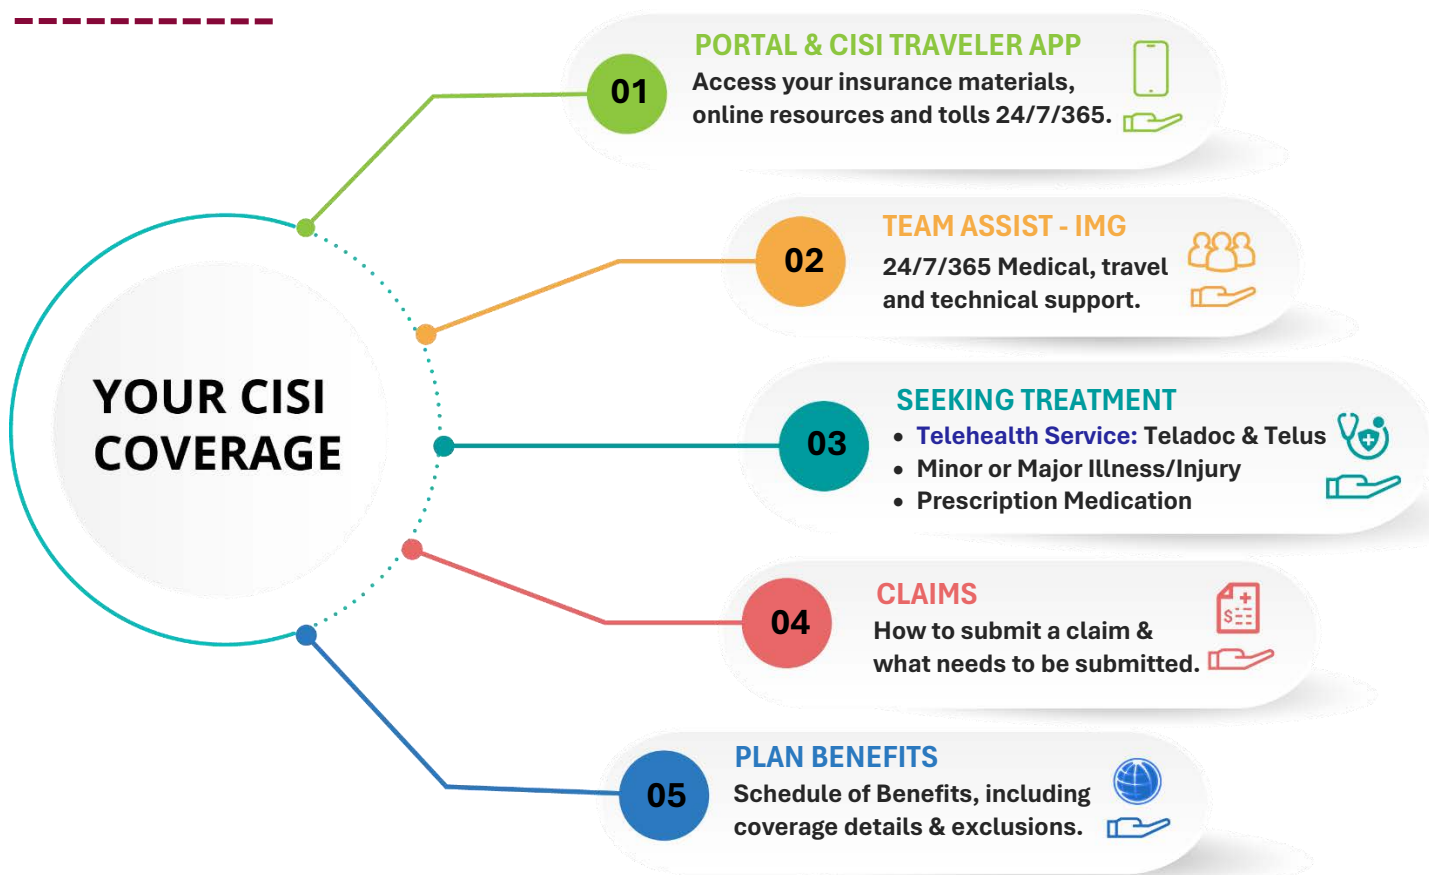 YOUR CISI
COVERAGE
01
PORTAL & CISI TRAVELER APP
Access your insurance materials,
online resources and tolls 24/7/365.
02
TEAM ASSIST - IMG
24/7/365 Medical, travel
and technical support.
03
SEEKING TREATMENT
• Telehealth Service: Teladoc & Telus
• Minor or Major Illness/Injury
• Prescription Medication
04
CLAIMS
How to submit a claim &
what needs to be submitted.
$
05
PLAN BENEFITS
Schedule of Benefits, including
coverage details & exclusions.